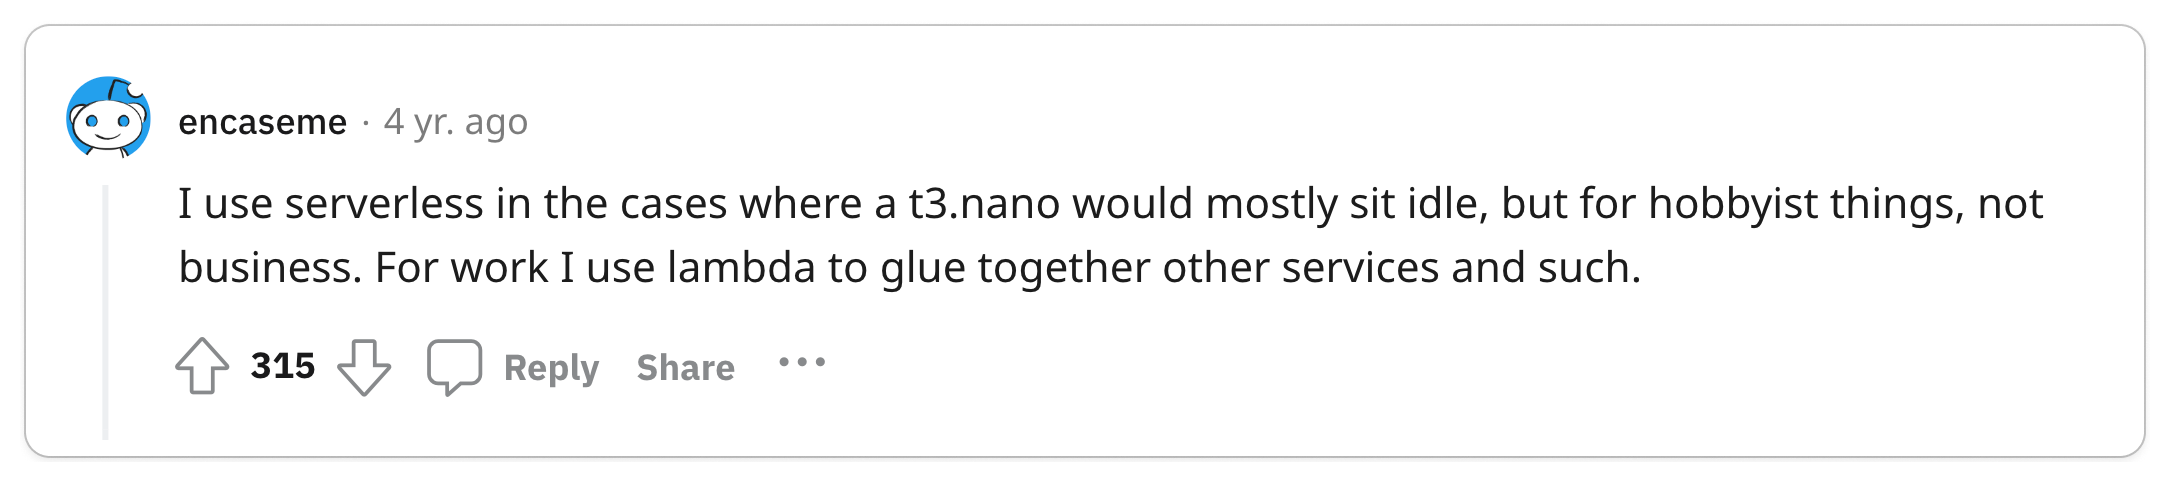 encaseme · 4 yr. ago
I use serverless in the cases where a t3.nano would mostly sit idle, but for hobbyist things, not
business. For work I use lambda to glue together other services and such.
315 Reply Share ...